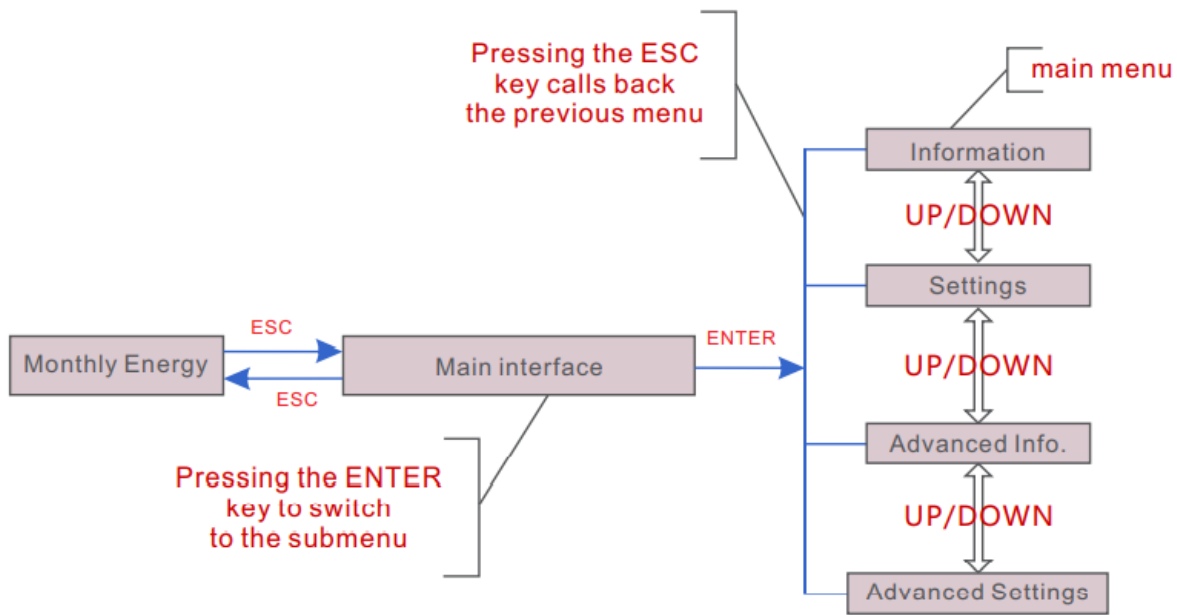 Pressing the ESC
key calls back
the previous menu
main menu
Information
UP/DOWN
Settings
ESC
ENTER
Monthly Energy
Main interface
UP/DOWN
ESC
Advanced Info.
Pressing the ENTER
key to switch
to the submenu
UP/DOWN
Advanced Settings